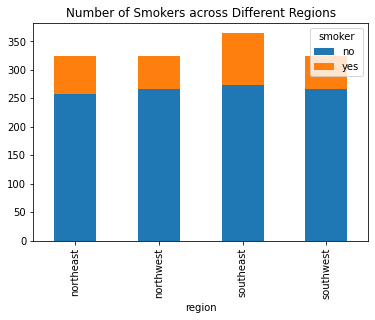 Number of Smokers across Different Regions
350
300
250
200
150
100
50
0
smoker
no
yes
northeast
northwest
southeast
southwest
region